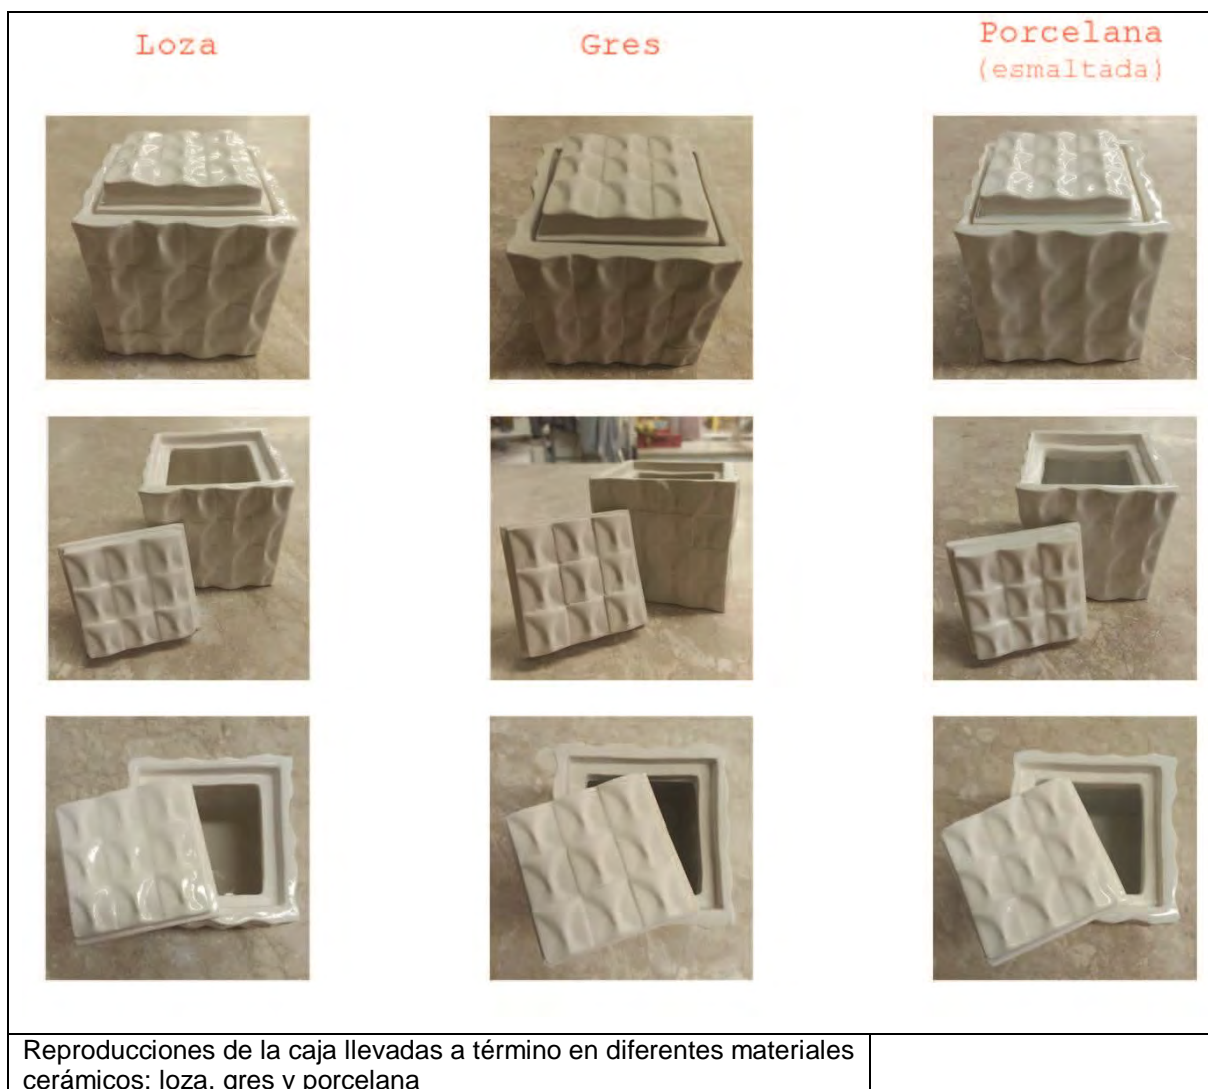 Loza
Gres
Porcelana
(esmaltada)
Reproducciones de la caja llevadas a término en diferentes materiales
cerámicos: loza, gres y porcelana